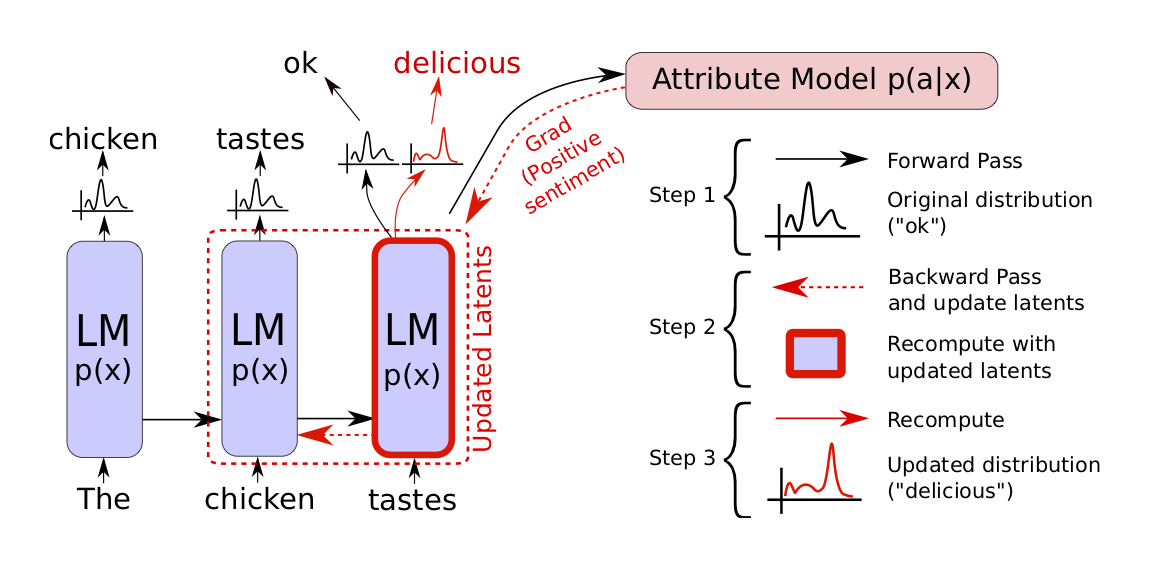 ok
delicious
Attribute Model p(a|x)
chicken
tastes
Grad
(Positive
sentiment)
LM
p(x)
LM
p(x)
LM
p(x)
Updated Latents
The
chicken
tastes
Step 1
Forward Pass
Original distribution
("ok")
Step 2
Backward Pass
and update latents
Recompute with
updated latents
Step 3
Recompute
Updated distribution
("delicious")